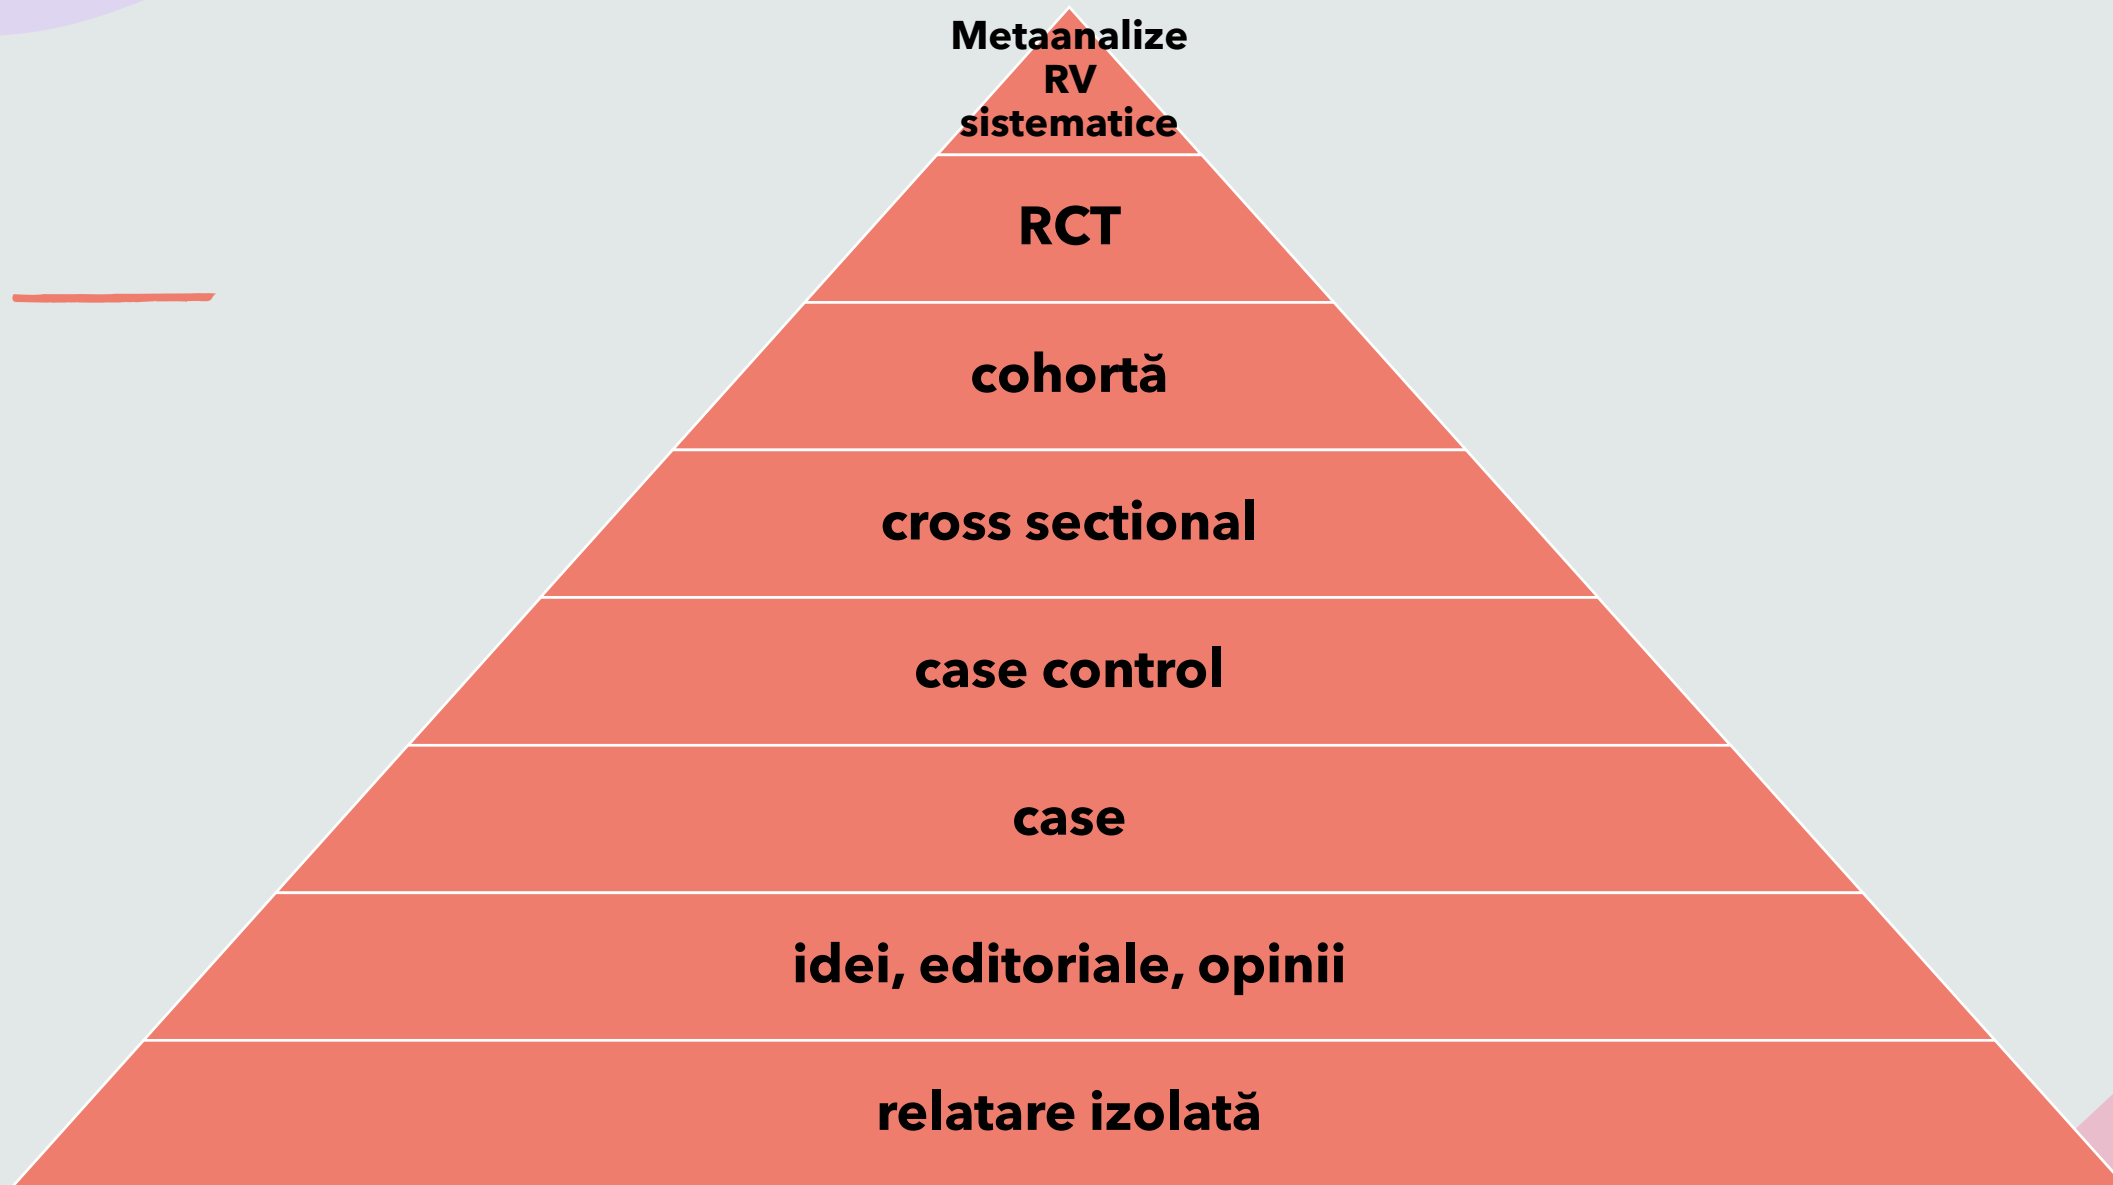 Metaanalize
RV
sistematice
RCT
cohortă
cross sectional
case control
case
idei, editoriale, opinii
relatare izolată